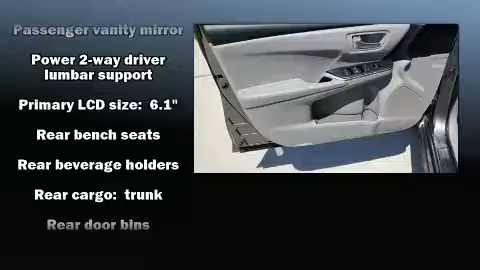 Passenger vanity mirror
Power 2-way driver
lumbar support
Primary LCD size:  6.1"
Rear bench seats
Rear beverage holders
Rear cargo:  trunk
Rear door bins